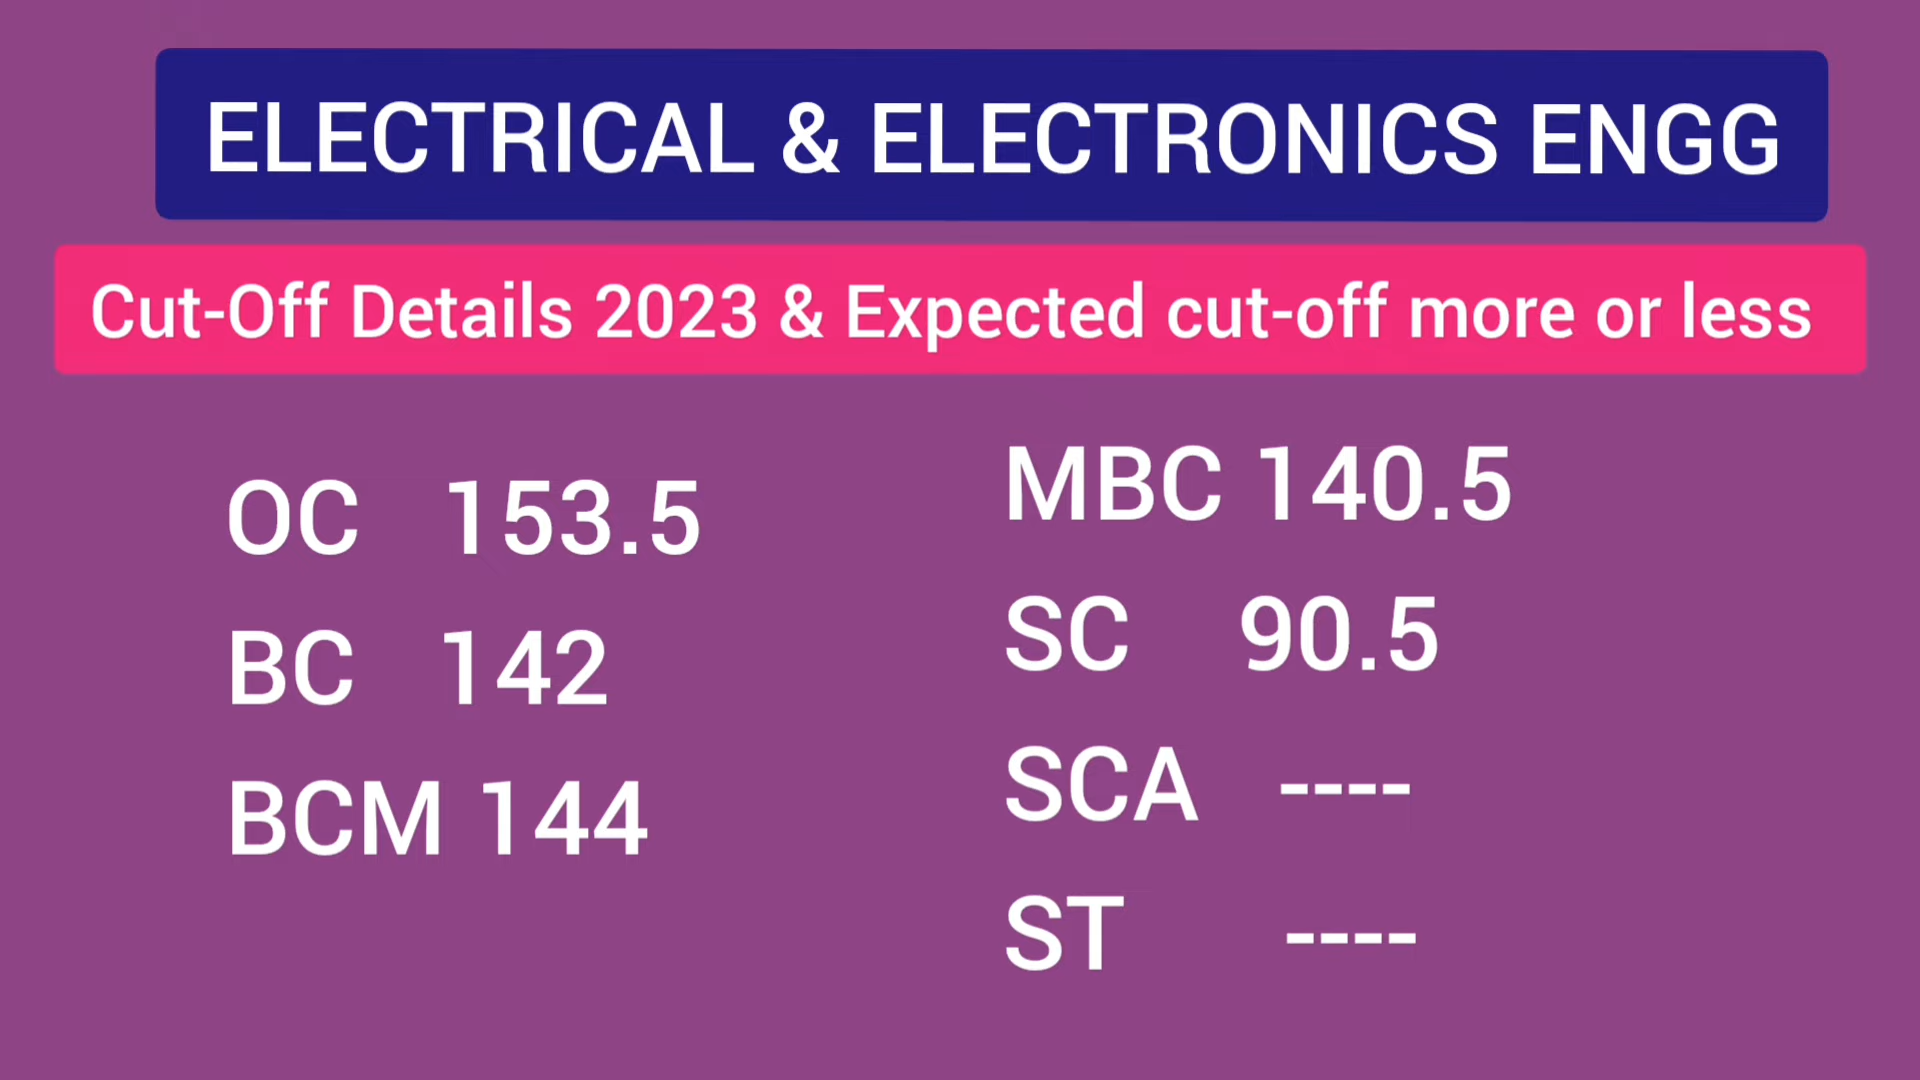 ELECTRICAL & ELECTRONICS ENGG
Cut-Off Details 2023 & Expected cut-off more or less
OC 153.5
BC 142
BCM 144
MBC 140.5
SC 90.5
SCA ----
ST ----